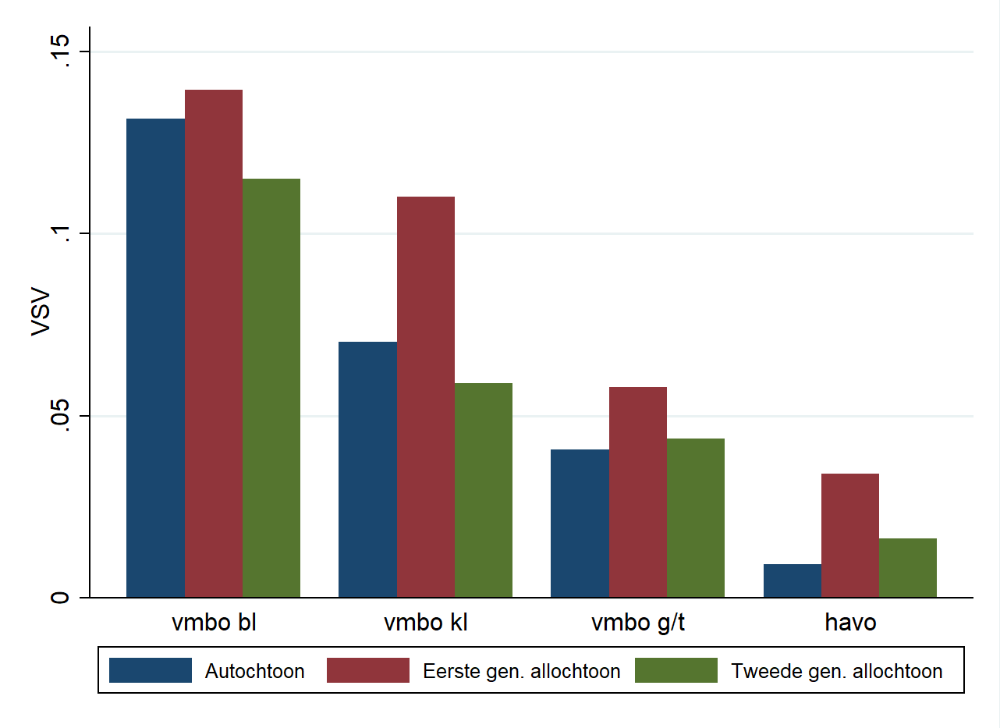 .15
.1
.05
0
VSV
vmbo bl
vmbo kl
vmbo g/t
havo
Autochtoon
Eerste gen. allochtoon
Tweede gen. allochtoon